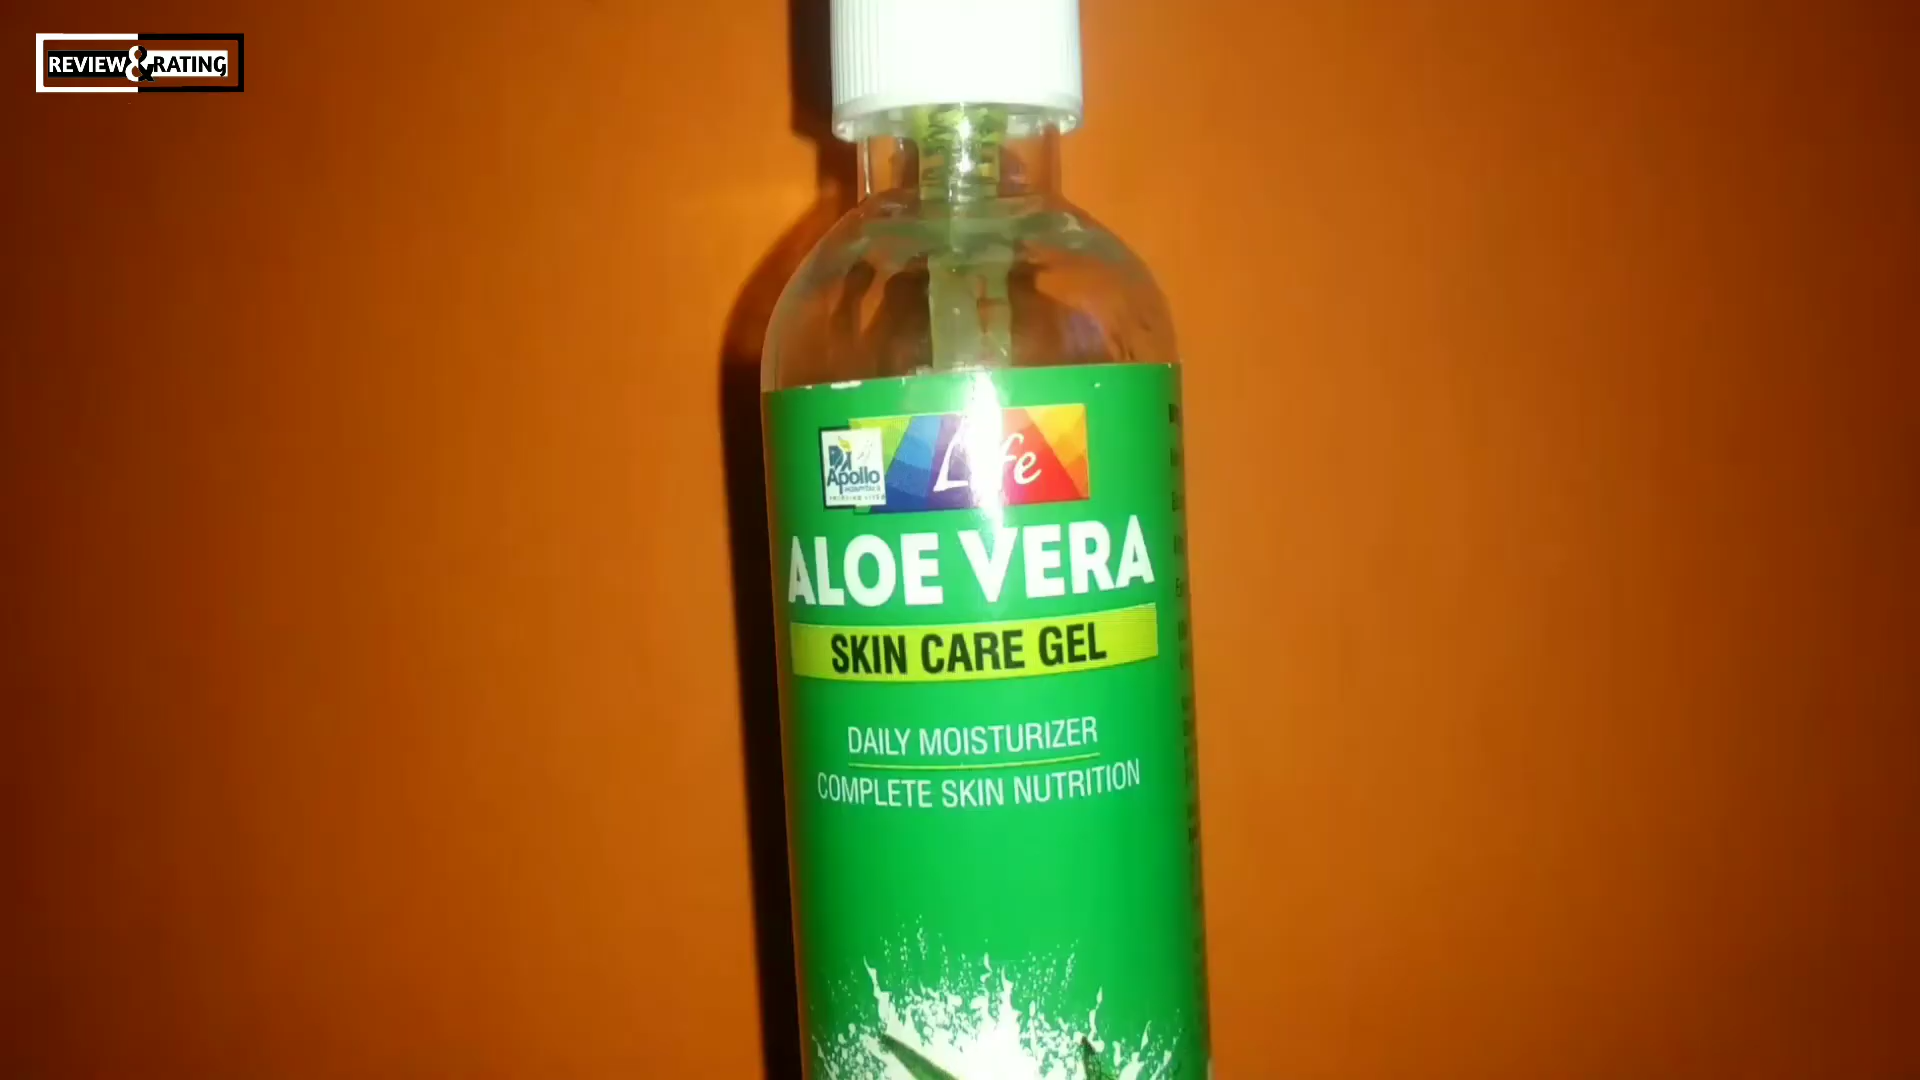 REVIEW & RATING
Life
Apollo
ALOE VERA
SKIN CARE GEL
DAILY MOISTURIZER
COMPLETE SKIN NUTRITION